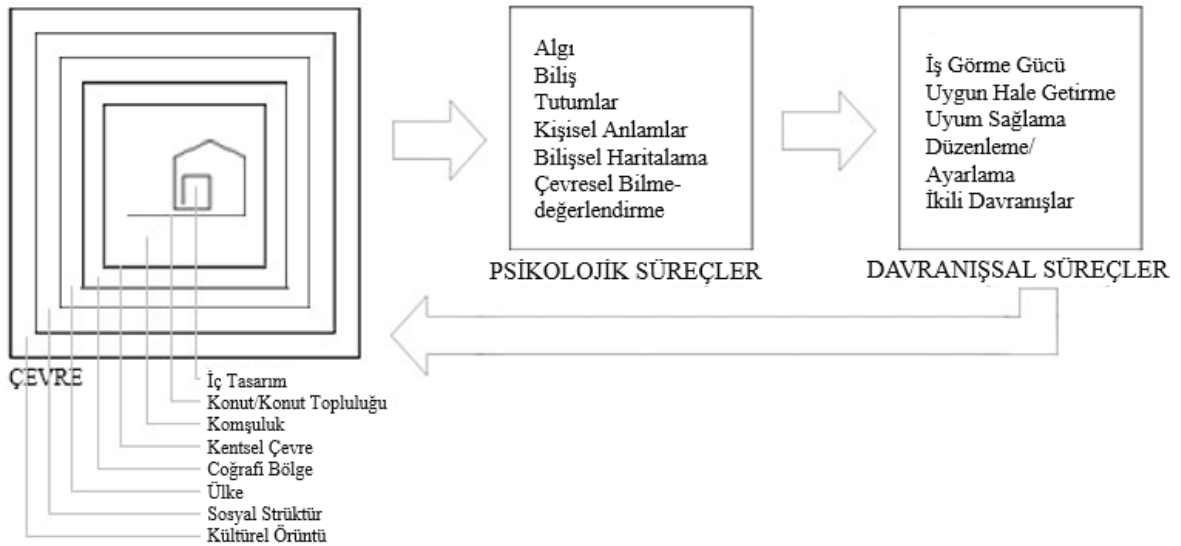 Algı
Biliş
Tutumlar
Kişisel Anlamlar
Bilişsel Haritalama
Çevresel Bilme-
değerlendirme
PSİKOLOJİK SÜREÇLER
İş Görme Gücü
Uygun Hale Getirme
Uyum Sağlama
Düzenleme/
Ayarlama
İkili Davranışlar
DAVRANIŞSAL SÜREÇLER
ÇEVRE
İç Tasarım
Konut/Konut Topluluğu
Komşuluk
Kentsel Çevre
Coğrafi Bölge
Ülke
Sosyal Strüktür
Kültürel Örüntü